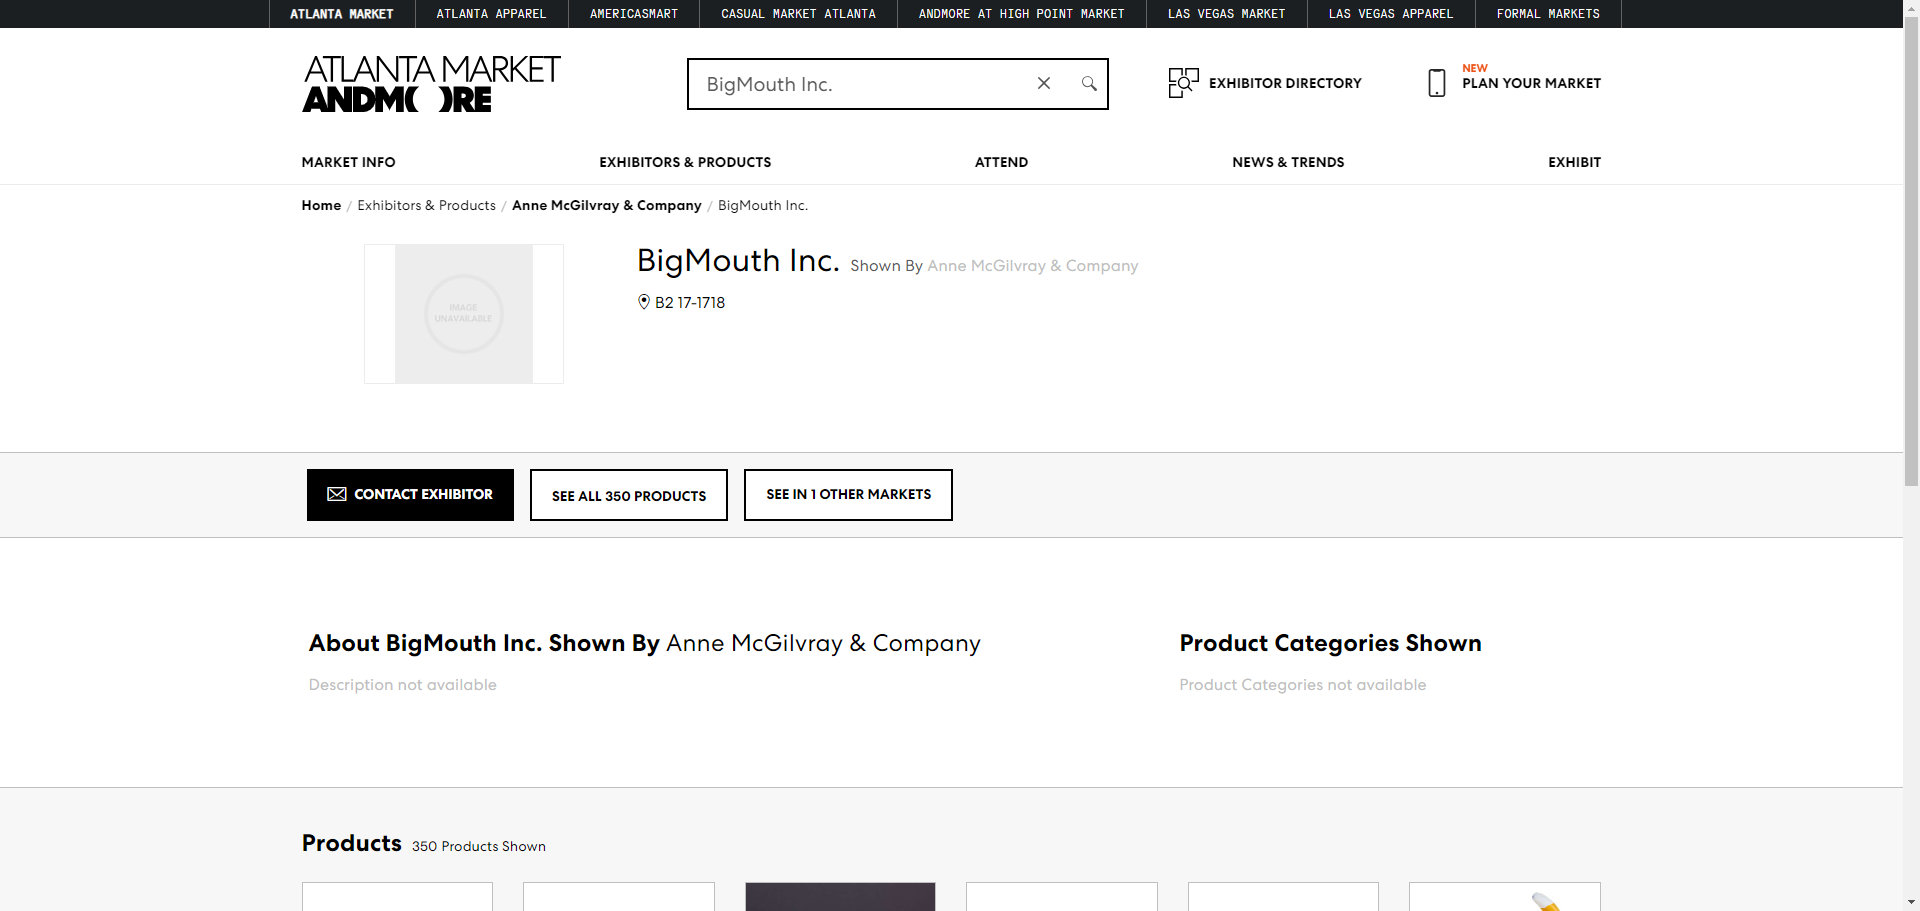 ATLANTA MARKET
ATLANTA APPAREL
AMERICASMART
CASUAL MARKET ATLANTA
ANDMORE AT HIGH POINT MARKET
LAS VEGAS MARKET
LAS VEGAS APPAREL
FORMAL MARKETS
ATLANTA MARKET
ANDMORE
BigMouth Inc.
EXHIBITOR DIRECTORY
NEW
PLAN YOUR MARKET
MARKET INFO
EXHIBITORS & PRODUCTS
ATTEND
NEWS & TRENDS
EXHIBIT
Home / Exhibitors & Products / Anne McGilvray & Company / BigMouth Inc.
IMAGE
UNAVAILABLE
BigMouth Inc. Shown By Anne McGilvray & Company
B2 17-1718
CONTACT EXHIBITOR
SEE ALL 350 PRODUCTS
SEE IN 1 OTHER MARKETS
About BigMouth Inc. Shown By Anne McGilvray & Company
Description not available
Product Categories Shown
Product Categories not available
Products 350 Products Shown